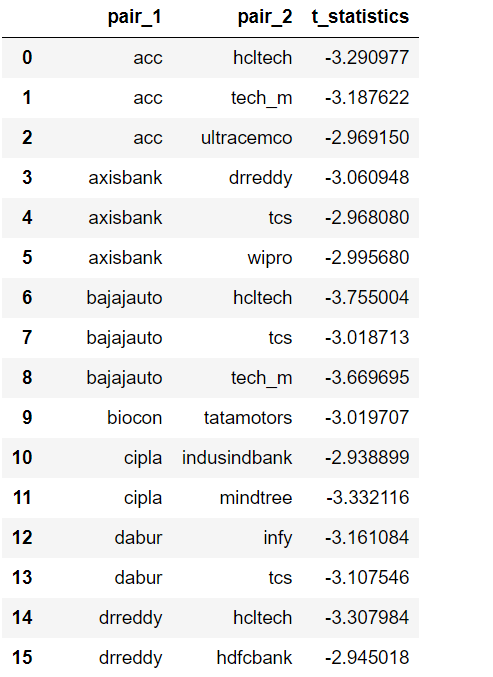 pair_1 pair_2 t_statistics
0 acc hcltech -3.290977
1 acc tech_m -3.187622
2 acc ultracemco -2.969150
3 axisbank drreddy -3.060948
4 axisbank tcs -2.968080
5 axisbank wipro -2.995680
6 bajajauto hcltech -3.755004
7 bajajauto tcs -3.018713
8 bajajauto tech_m -3.669695
9 biocon tatamotors -3.019707
10 cipla indusindbank -2.938899
11 cipla mindtree -3.332116
12 dabur infy -3.161084
13 dabur tcs -3.107546
14 drreddy hcltech -3.307984
15 drreddy hdfcbank -2.945018